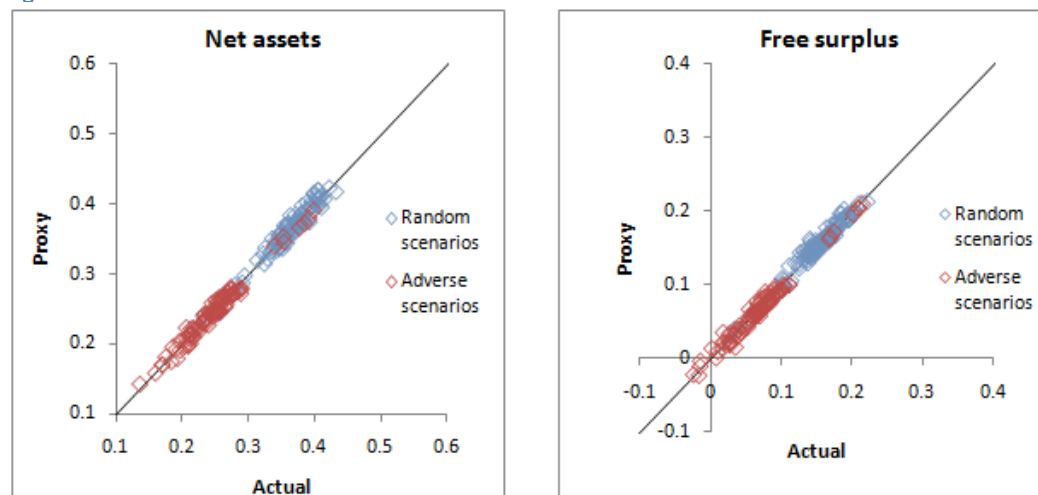 Net assets
0.6
0.5
0.4
0.3
0.2
0.1
0.1 0.2 0.3 0.4 0.5 0.6
Proxy
Actual
Random
scenarios
Adverse
scenarios
Free surplus
0.4
0.3
0.2
0.1
0
-0.1
-0.1 0 0.1 0.2 0.3 0.4
Proxy
Actual
Random
scenarios
Adverse
scenarios